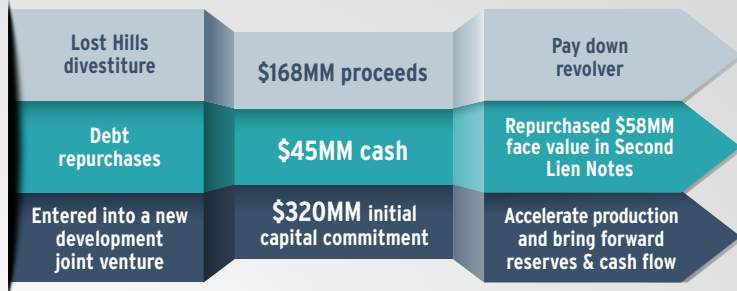 Lost Hills
divestiture
$168MM proceeds
Pay down
revolver
Debt
repurchases
$45MM cash
Repurchased $58MM
face value in Second
Lien Notes
Entered into a new
development
joint venture
$320MM initial
capital commitment
Accelerate production
and bring forward
reserves & cash flow